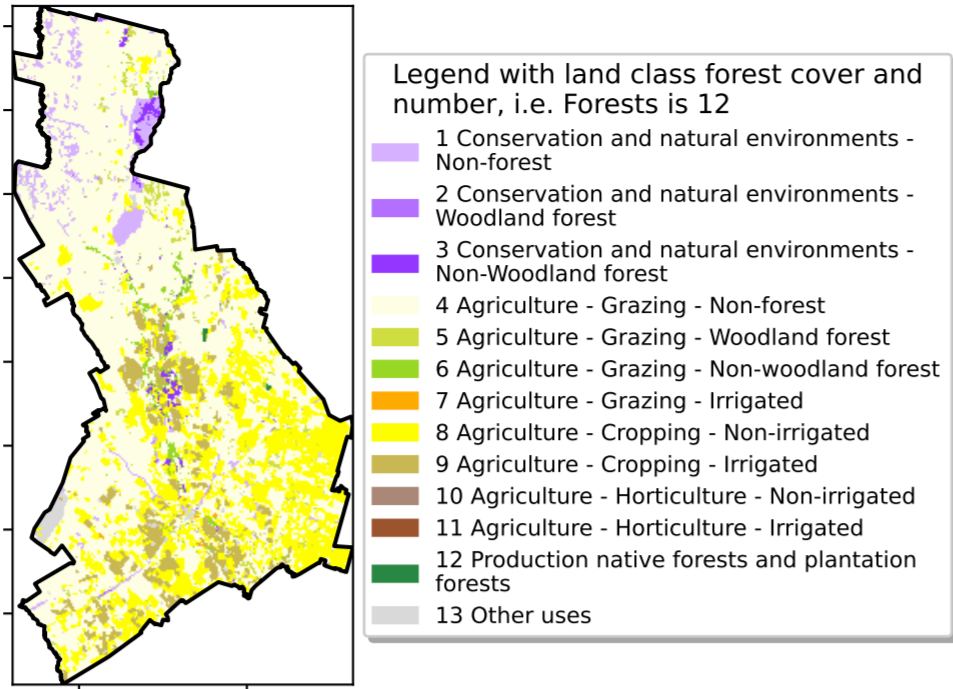 Legend with land class forest cover and
number, i.e. Forests is 12
1 Conservation and natural environments -
Non-forest
2 Conservation and natural environments -
Woodland forest
3 Conservation and natural environments -
Non-Woodland forest
4 Agriculture - Grazing - Non-forest
5 Agriculture - Grazing - Woodland forest
6 Agriculture - Grazing - Non-woodland forest
7 Agriculture - Grazing - Irrigated
8 Agriculture - Cropping - Non-irrigated
9 Agriculture - Cropping - Irrigated
10 Agriculture - Horticulture - Non-irrigated
11 Agriculture - Horticulture - Irrigated
12 Production native forests and plantation
forests
13 Other uses